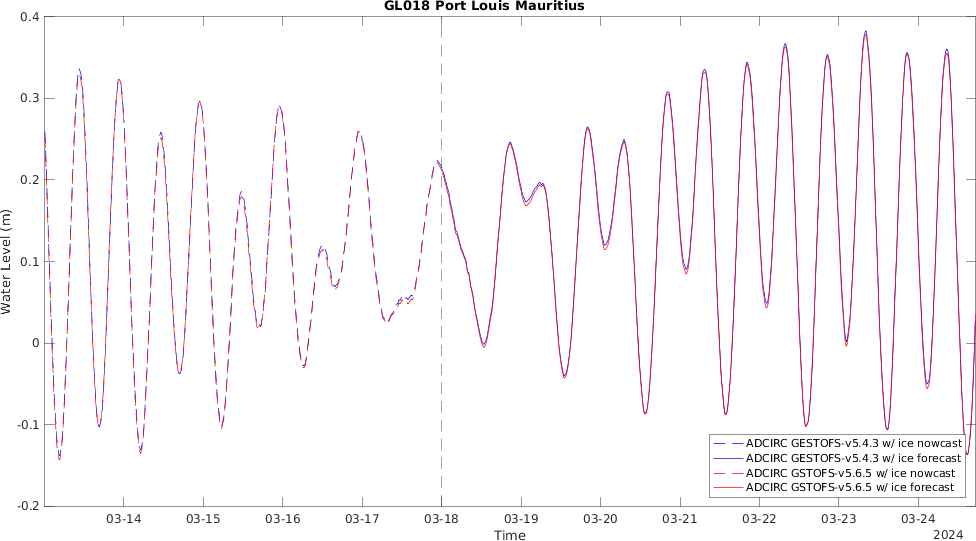 GL018 Port Louis Mauritius
0.4
0.3
0.2
0.1
0
-0.1
-0.2
Water Level (m)
ADCIRC GESTOFS-v5.4.3 w/ ice nowcast
ADCIRC GESTOFS-v5.4.3 w/ ice forecast
ADCIRC GSTOFS-v5.6.5 w/ ice nowcast
ADCIRC GSTOFS-v5.6.5 w/ ice forecast
03-14 03-15 03-16 03-17 03-18 03-19 03-20 03-21 03-22 03-23 03-24
Time
2024